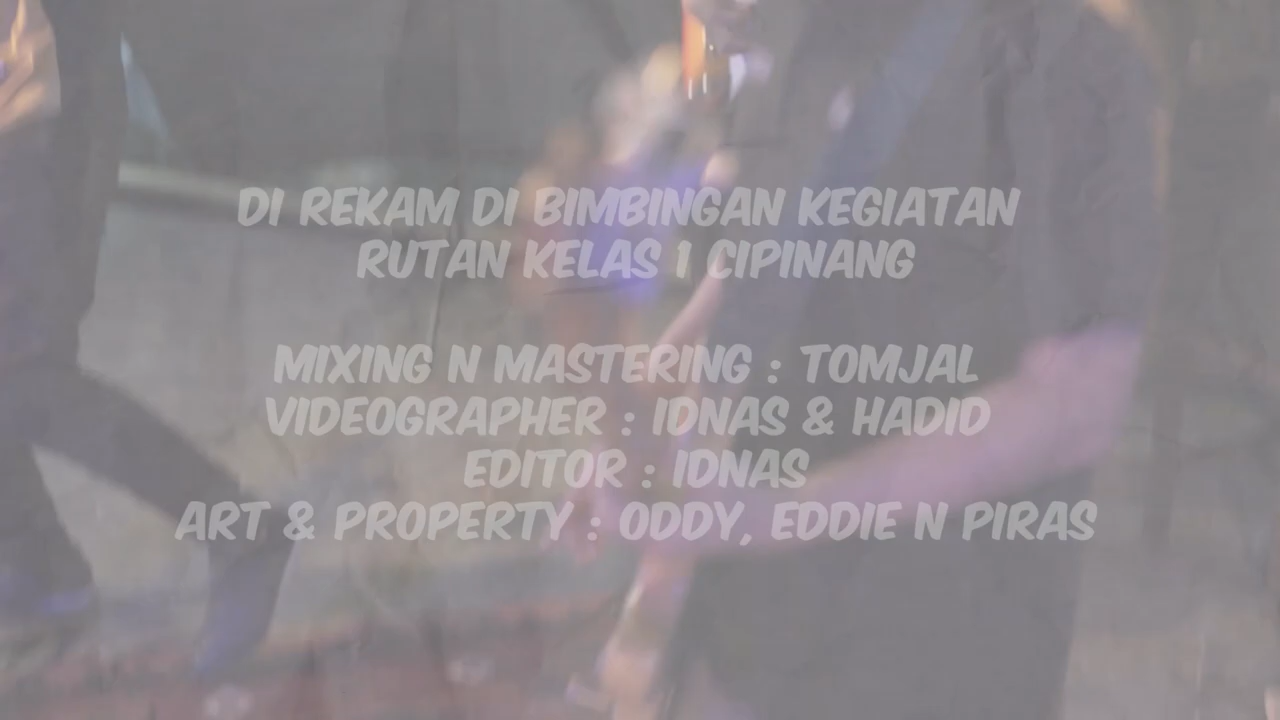 DI REKAM DI BIMBINGAN KEGIATAN
RUTAN KELAS 1 CIPINANG
MIXING N MASTERING : TOMJAL
VIDEOGRAPHER : IDNAS & HADID
EDITOR : IDNAS
ART & PROPERTY : ODDY, EDDIE N PIRAS